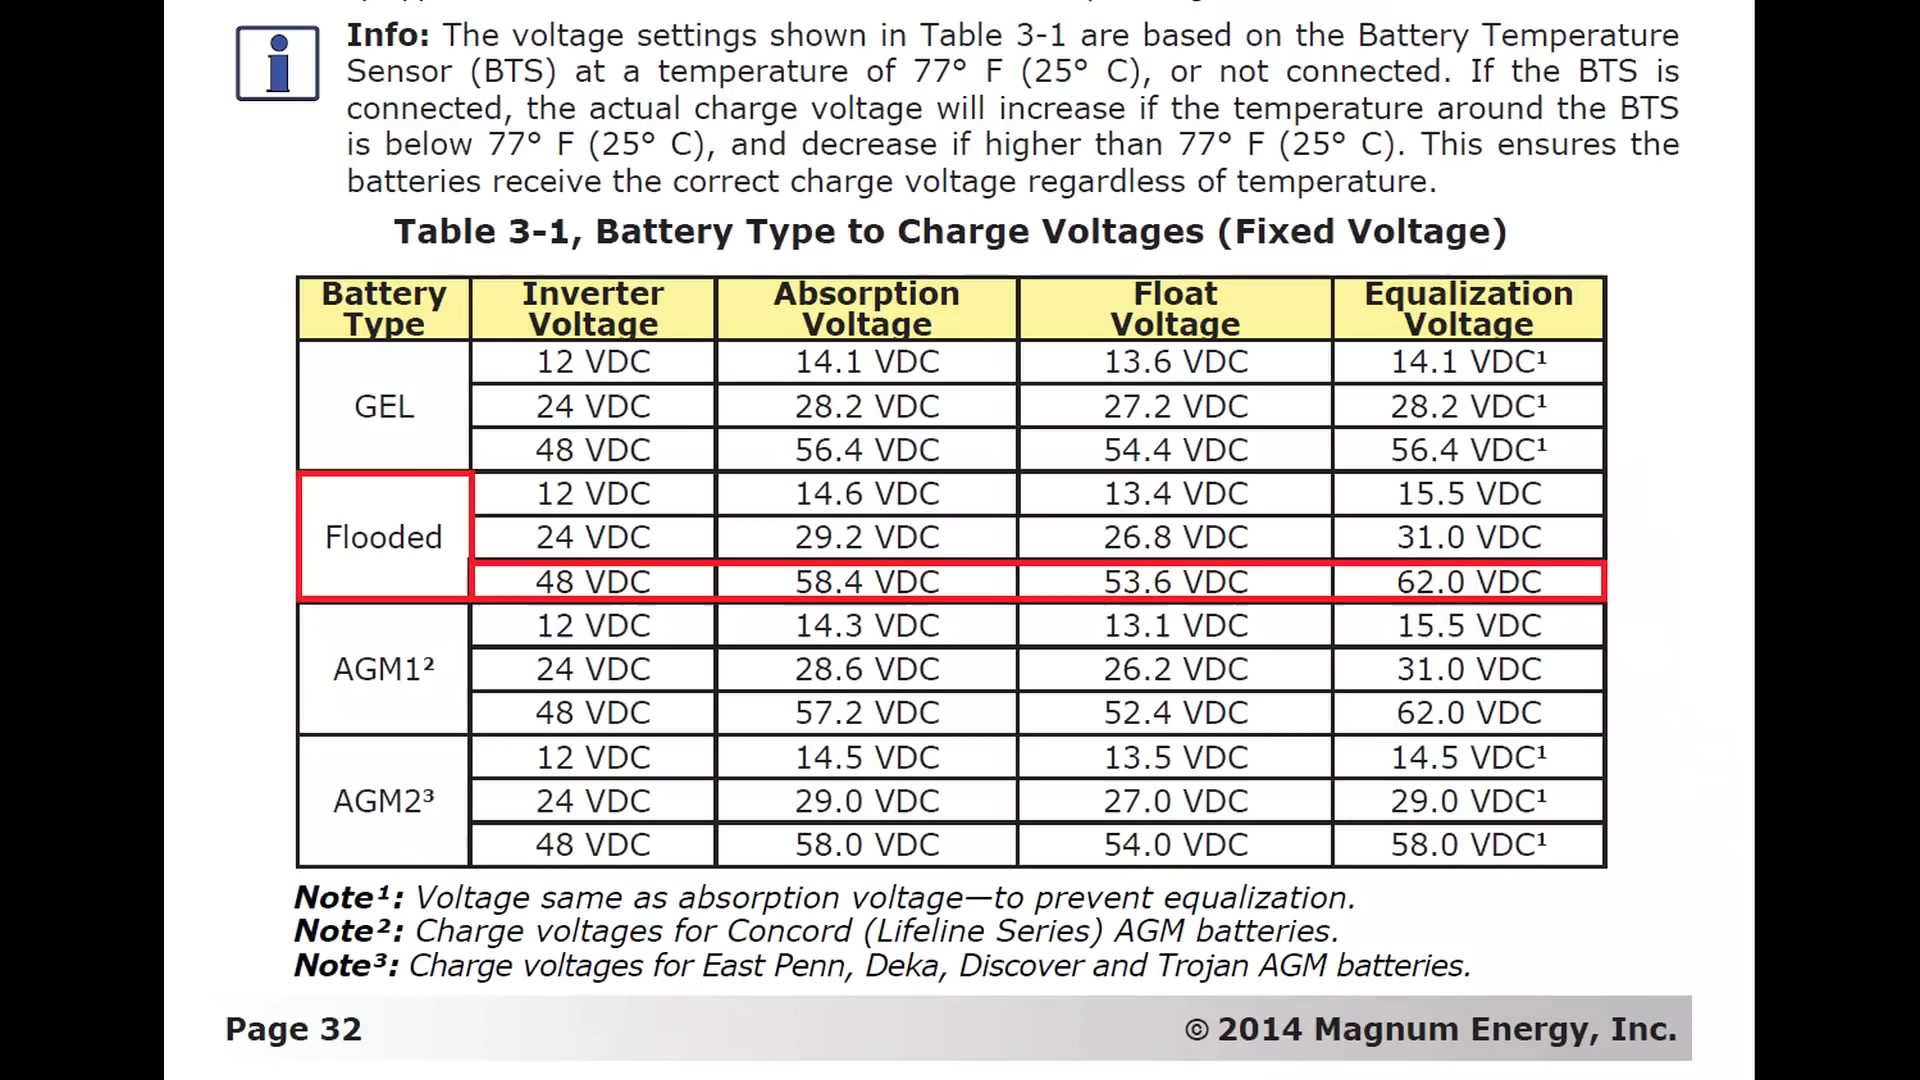 Info: The voltage settings shown in Table 3-1 are based on the Battery Temperature
Sensor (BTS) at a temperature of 77° F (25° C), or not connected. If the BTS is
connected, the actual charge voltage will increase if the temperature around the BTS
is below 77° F (25° C), and decrease if higher than 77° F (25° C). This ensures the
batteries receive the correct charge voltage regardless of temperature.
Table 3-1, Battery Type to Charge Voltages (Fixed Voltage)
Battery Type Inverter Voltage Absorption Voltage Float Voltage Equalization Voltage
GEL
12 VDC 14.1 VDC 13.6 VDC 14.1 VDC¹
24 VDC 28.2 VDC 27.2 VDC 28.2 VDC¹
48 VDC 56.4 VDC 54.4 VDC 56.4 VDC¹
Flooded
12 VDC 14.6 VDC 13.4 VDC 15.5 VDC
24 VDC 29.2 VDC 26.8 VDC 31.0 VDC
48 VDC 58.4 VDC 53.6 VDC 62.0 VDC
AGM1²
12 VDC 14.3 VDC 13.1 VDC 15.5 VDC
24 VDC 28.6 VDC 26.2 VDC 31.0 VDC
48 VDC 57.2 VDC 52.4 VDC 62.0 VDC
AGM2³
12 VDC 14.5 VDC 13.5 VDC 14.5 VDC¹
24 VDC 29.0 VDC 27.0 VDC 29.0 VDC¹
48 VDC 58.0 VDC 54.0 VDC 58.0 VDC¹
Note¹: Voltage same as absorption voltage—to prevent equalization.
Note²: Charge voltages for Concord (Lifeline Series) AGM batteries.
Note³: Charge voltages for East Penn, Deka, Discover and Trojan AGM batteries.
Page 32
© 2014 Magnum Energy, Inc.